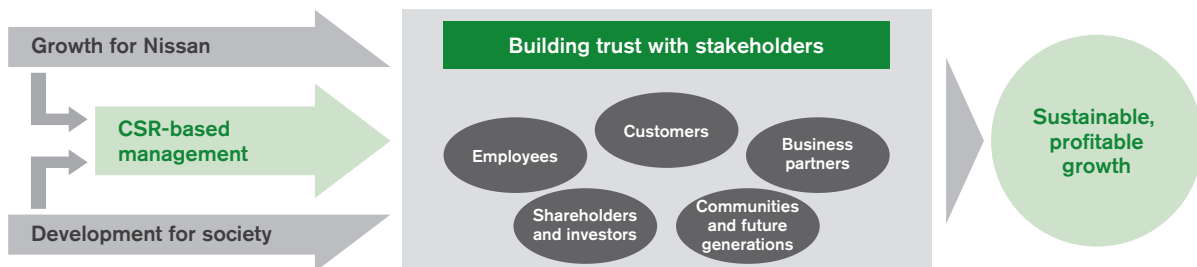 Growth for Nissan
CSR-based
management
Development for society
Building trust with stakeholders
Customers
Employees
Business
partners
Shareholders
and investors
Communities
and future
generations
Sustainable,
profitable
growth